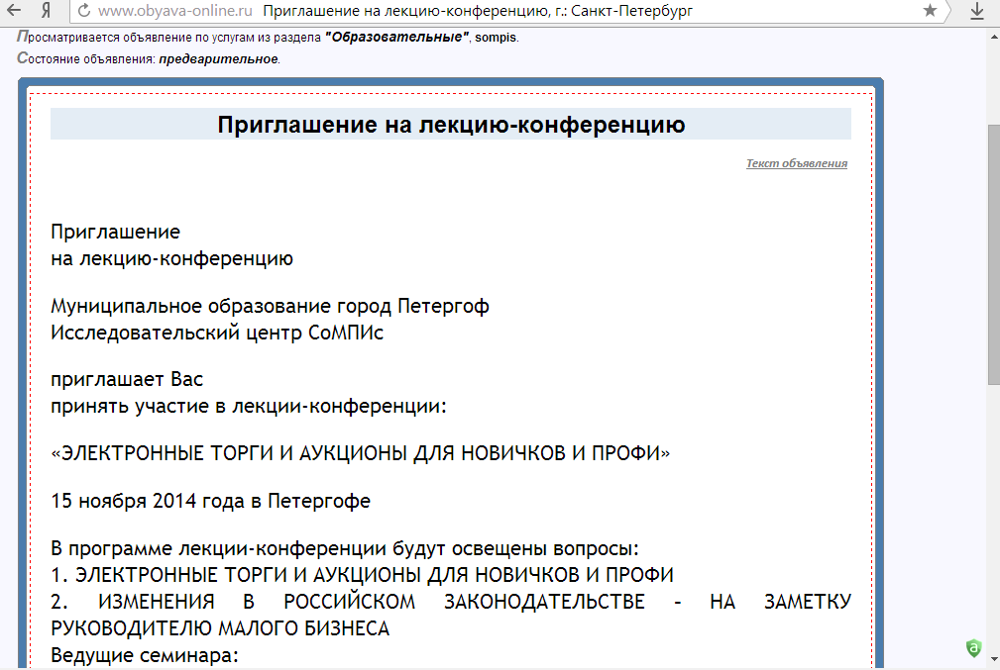 Я www.obyava-online.ru Приглашение на лекцию-конференцию, г.: Санкт-Петербург
Просматривается объявление по услугам из раздела "Образовательные", sompis.
Состояние объявления: предварительное.
Приглашение на лекцию-конференцию
Текст объявления
Приглашение
на лекцию-конференцию
Муниципальное образование город Петергоф
Исследовательский центр СоМПИс
приглашает Вас
принять участие в лекции-конференции:
«ЭЛЕКТРОННЫЕ ТОРГИ И АУКЦИОНЫ ДЛЯ НОВИЧКОВ И ПРОФИ»
15 ноября 2014 года в Петергофе
В программе лекции-конференции будут освещены вопросы:
1. ЭЛЕКТРОННЫЕ ТОРГИ И АУКЦИОНЫ ДЛЯ НОВИЧКОВ И ПРОФИ
2. ИЗМЕНЕНИЯ В РОССИЙСКОМ ЗАКОНОДАТЕЛЬСТВЕ – НА ЗАМЕТКУ
РУКОВОДИТЕЛЮ МАЛОГО БИЗНЕСА
Ведущие семинара: